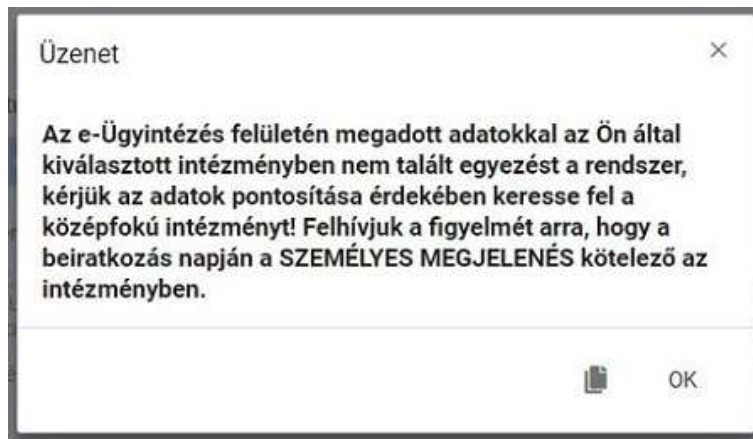 Üzenet
Az e-Ügyintézés felületén megadott adatokkal az Ön által
kiválasztott intézményben nem talált egyezést a rendszer,
kérjük az adatok pontosítása érdekében keresse fel a
középfokú intézményt! Felhívjuk a figyelmét arra, hogy a
beiratkozás napján a SZEMÉLYES MEGJELENÉS kötelező az
intézményben.
OK